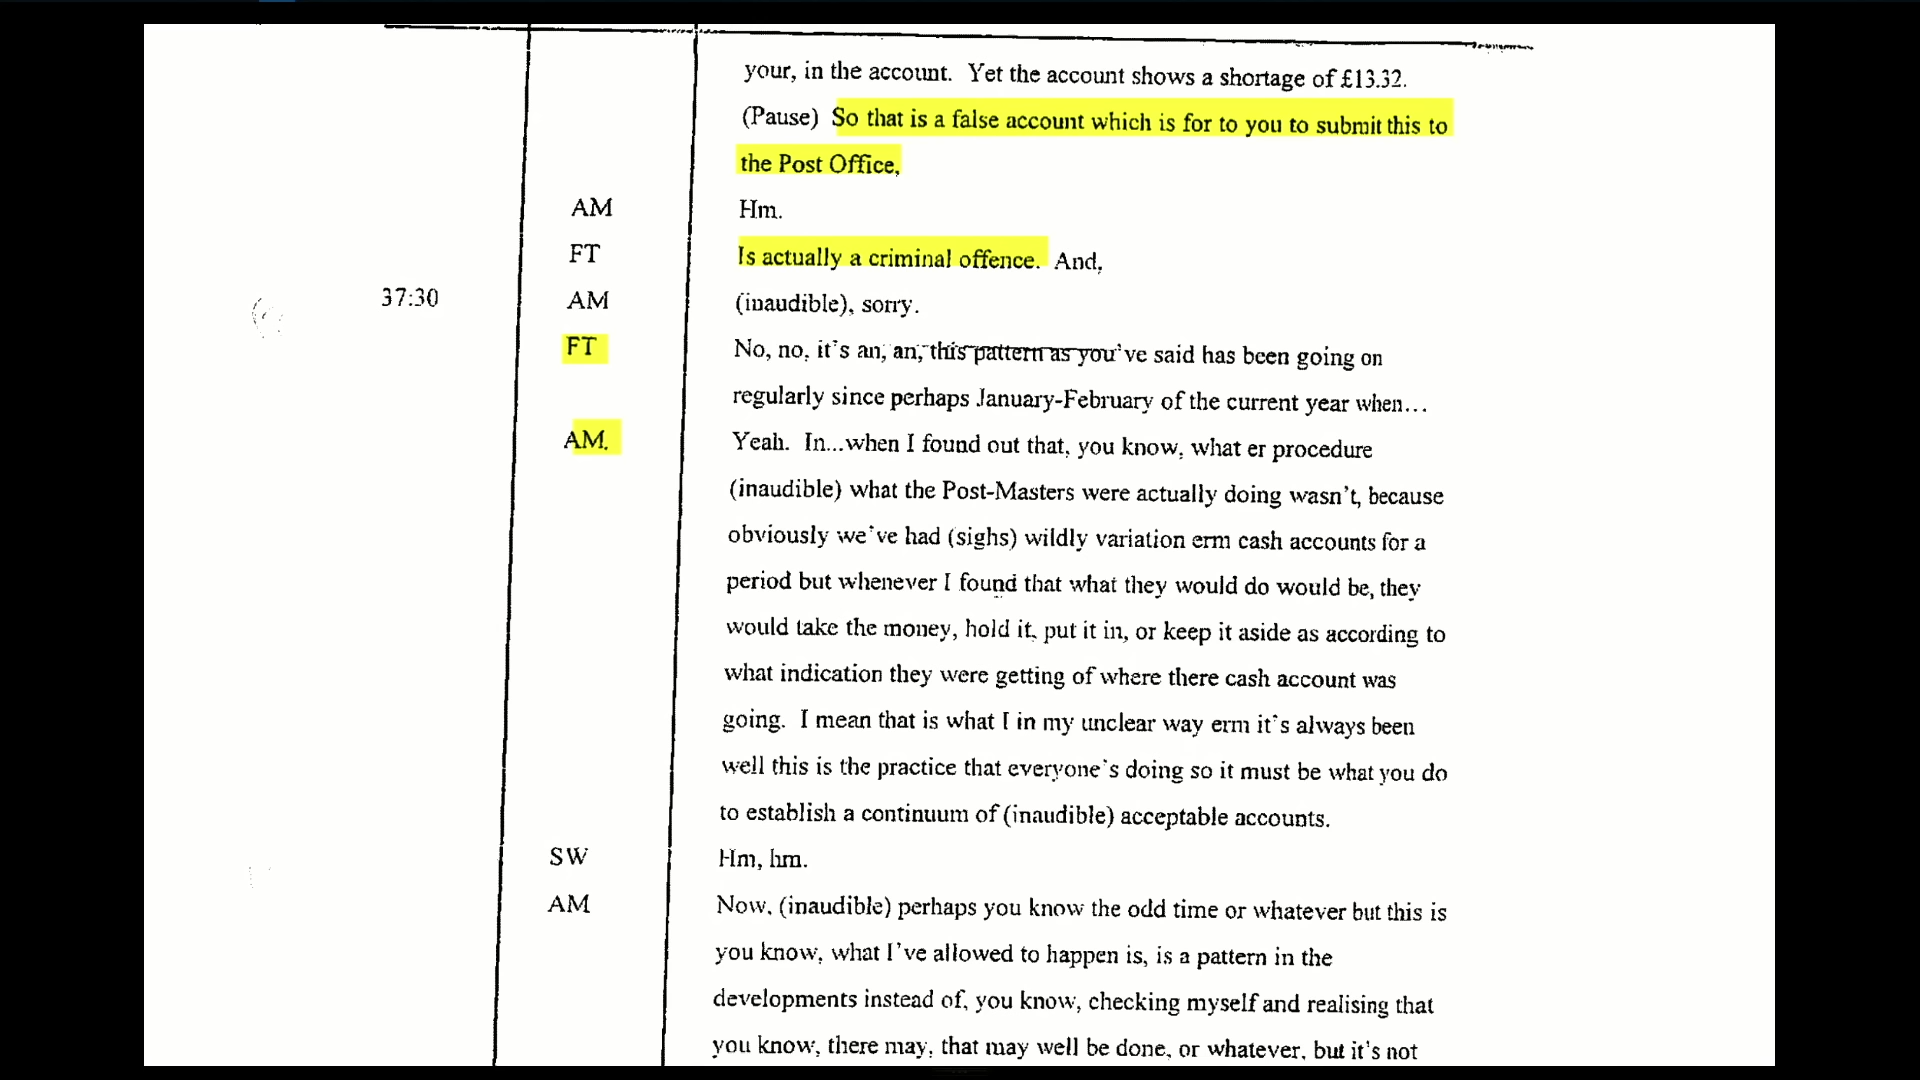 your, in the account. Yet the account shows a shortage of £13.32.
(Pause) So that is a false account which is for to you to submit this to
the Post Office,
AM Hm.
FT Is actually a criminal offence. And,
37:30 AM (inaudible), sorry.
FT No, no, it's an, an, this pattern as you've said has been going on
regularly since perhaps January-February of the current year when...
AM. Yeah. In...when I found out that, you know, what er procedure
(inaudible) what the Post-Masters were actually doing wasn't, because
obviously we've had (sighs) wildly variation erm cash accounts for a
period but whenever I found that what they would do would be, they
would take the money, hold it, put it in, or keep it aside as according to
what indication they were getting of where there cash account was
going. I mean that is what I in my unclear way erm it's always been
well this is the practice that everyone's doing so it must be what you do
to establish a continuum of (inaudible) acceptable accounts.
SW Hm, hm.
AM Now, (inaudible) perhaps you know the odd time or whatever but this is
you know, what I've allowed to happen is, is a pattern in the
developments instead of, you know, checking myself and realising that
you know, there may, that may well be done, or whatever, but it's not